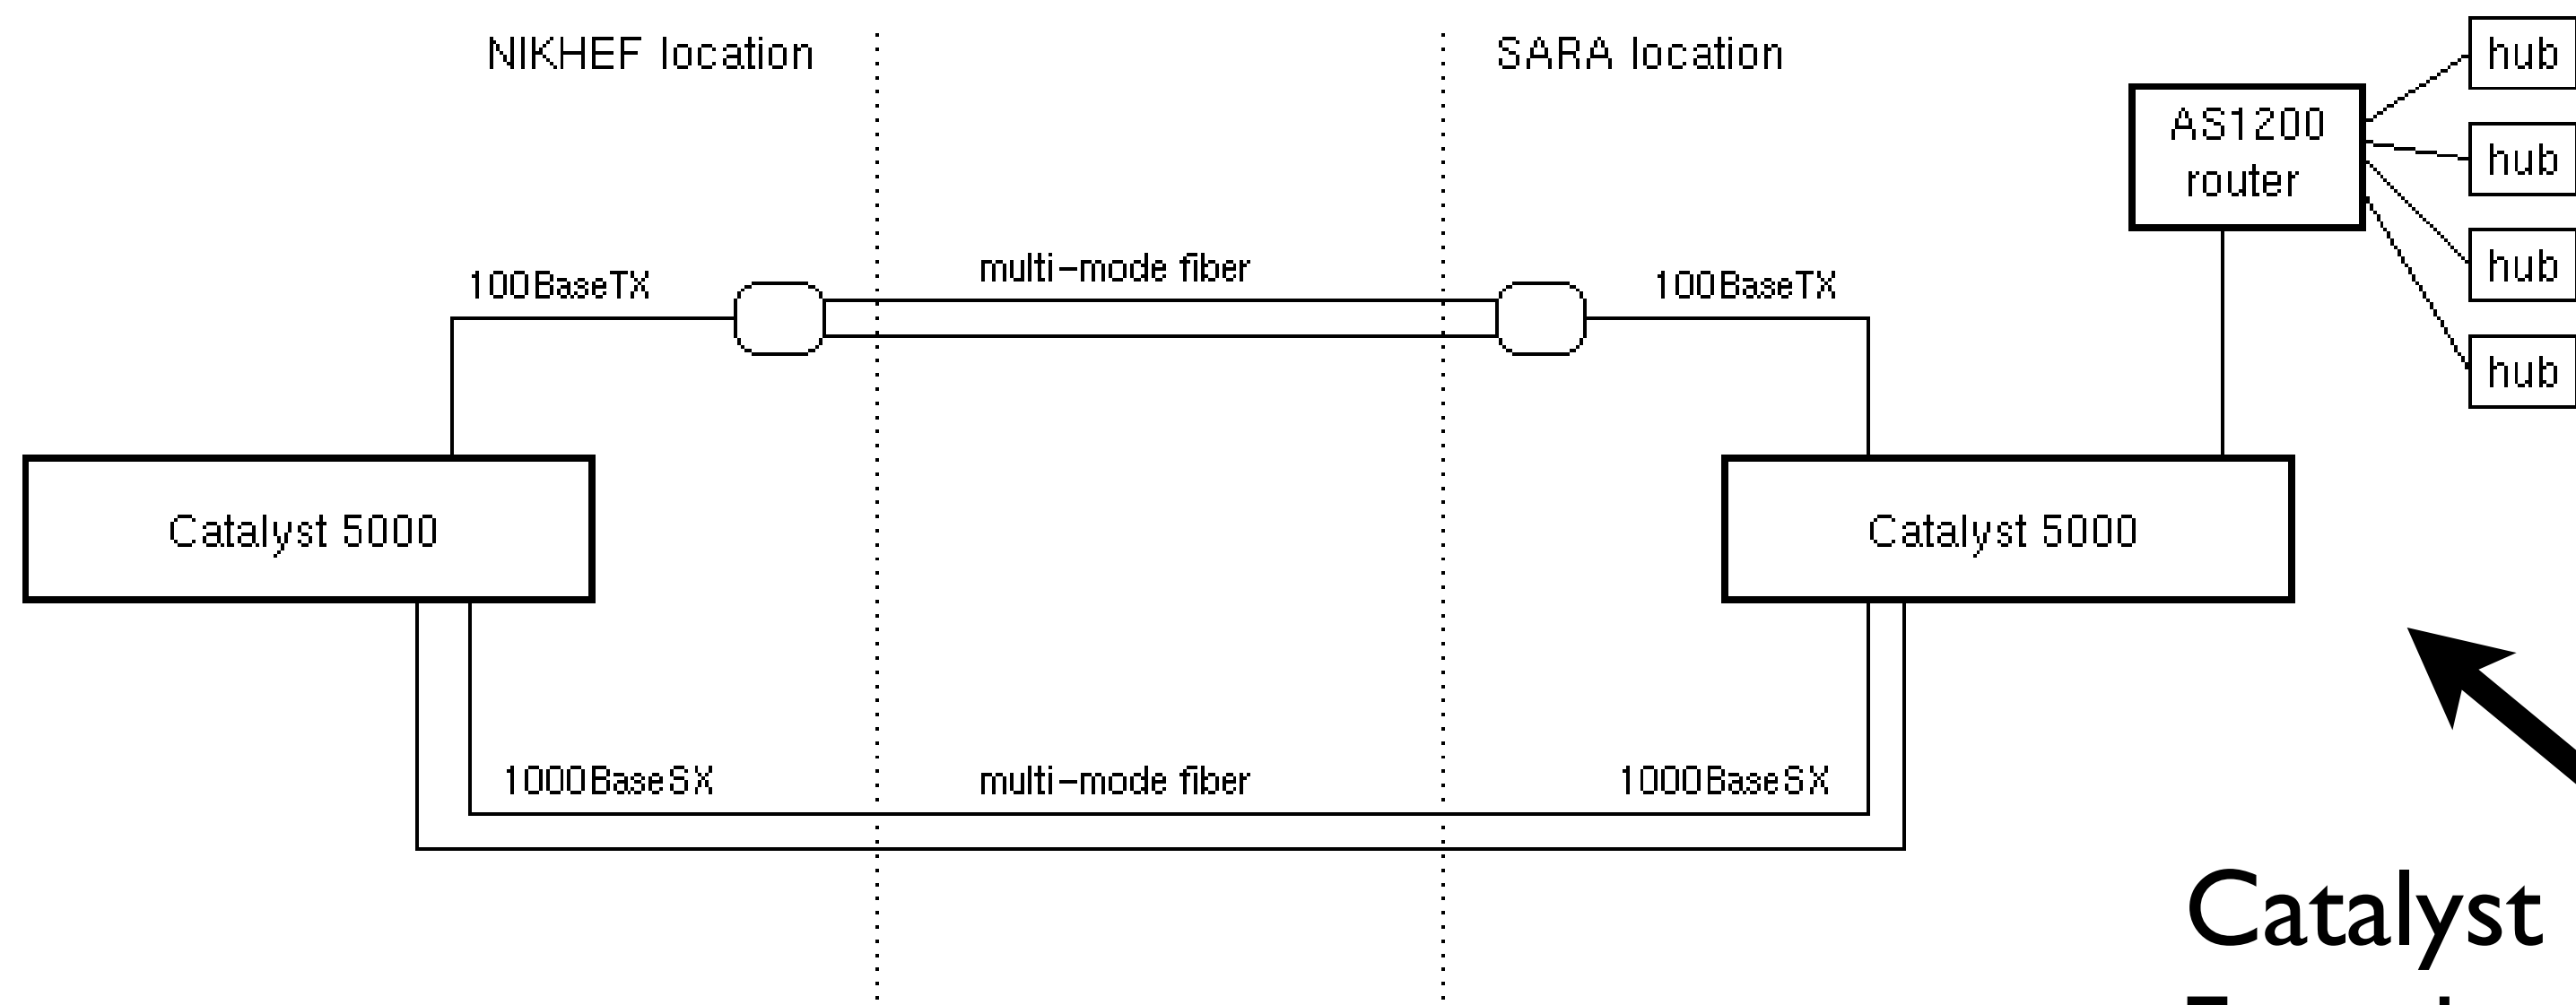 NIKHEF location
SARA location
hub
AS1200
router
hub
hub
hub
multi-mode fiber
100BaseTX
100BaseTX
Catalyst 5000
Catalyst 5000
1000BaseSX
multi-mode fiber
1000BaseSX
Catalyst